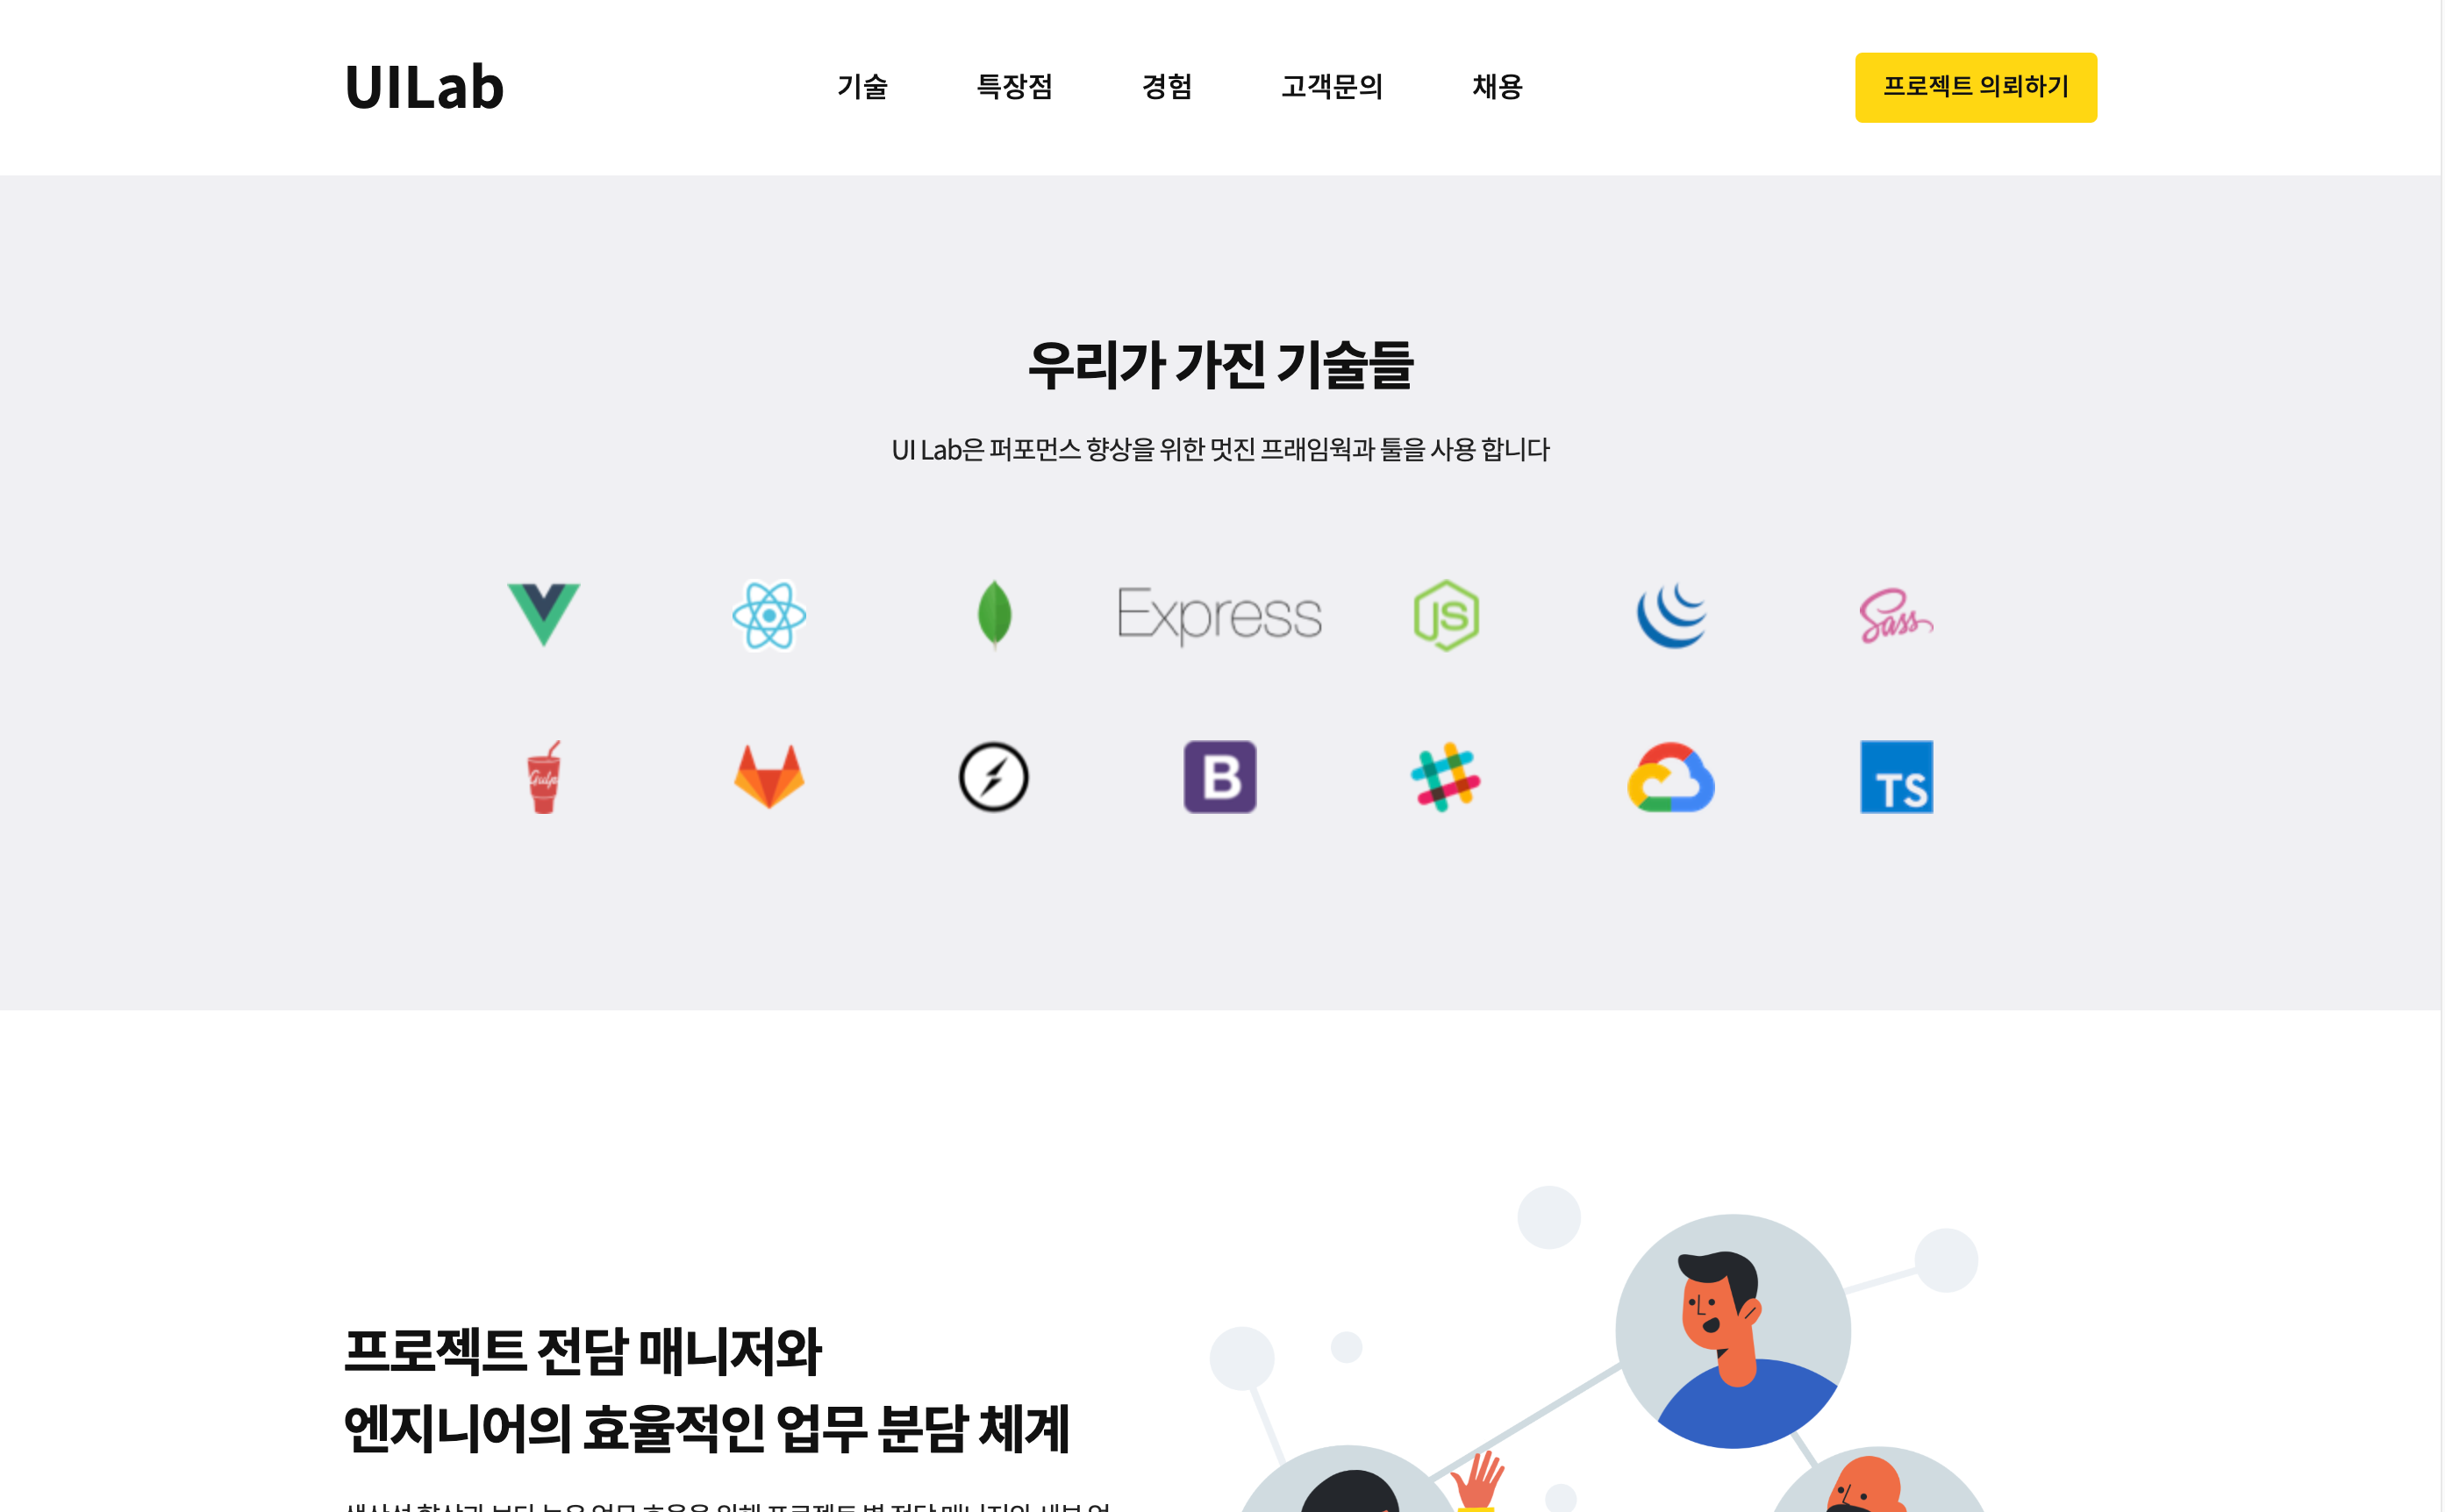 UILab
기술 특장점 경험 고객문의 채용
프로젝트 의뢰하기
우리가 가진 기술들
UI Lab은 퍼포먼스 향상을 위한 멋진 프래임웍과 툴을 사용 합니다
Express
JS
Sass
Gulp
B
TS
프로젝트 전담 매니저와
엔지니어의 효율적인 업무 분담 체계